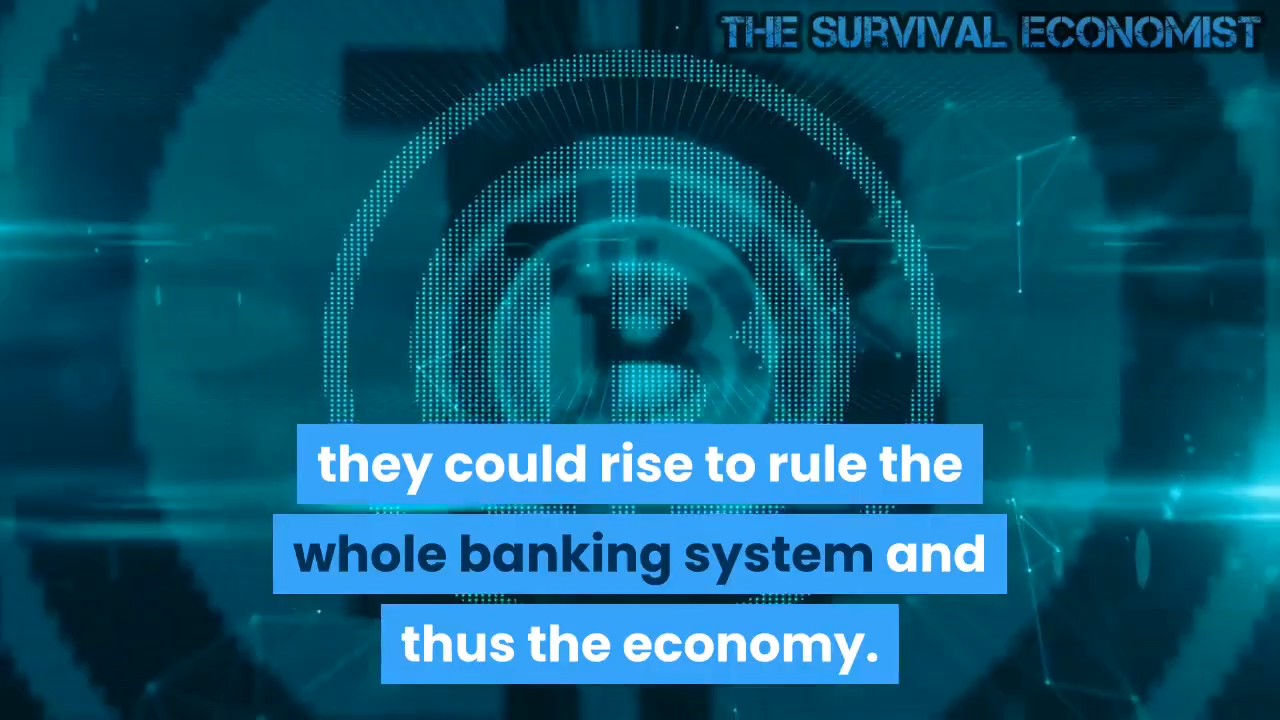 THE SURVIVAL ECONOMIST
they could rise to rule the
whole banking system and
thus the economy.